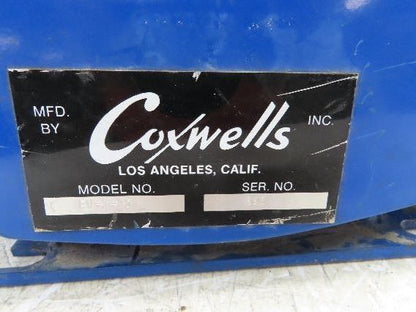 MFD. BY Coxwells INC.
LOS ANGELES, CALIF.
MODEL NO. SER. NO.